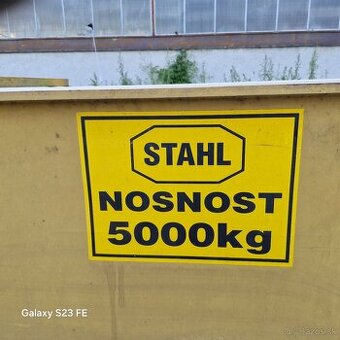 STAHL
NOSNOST
5000kg
Galaxy S23 FE